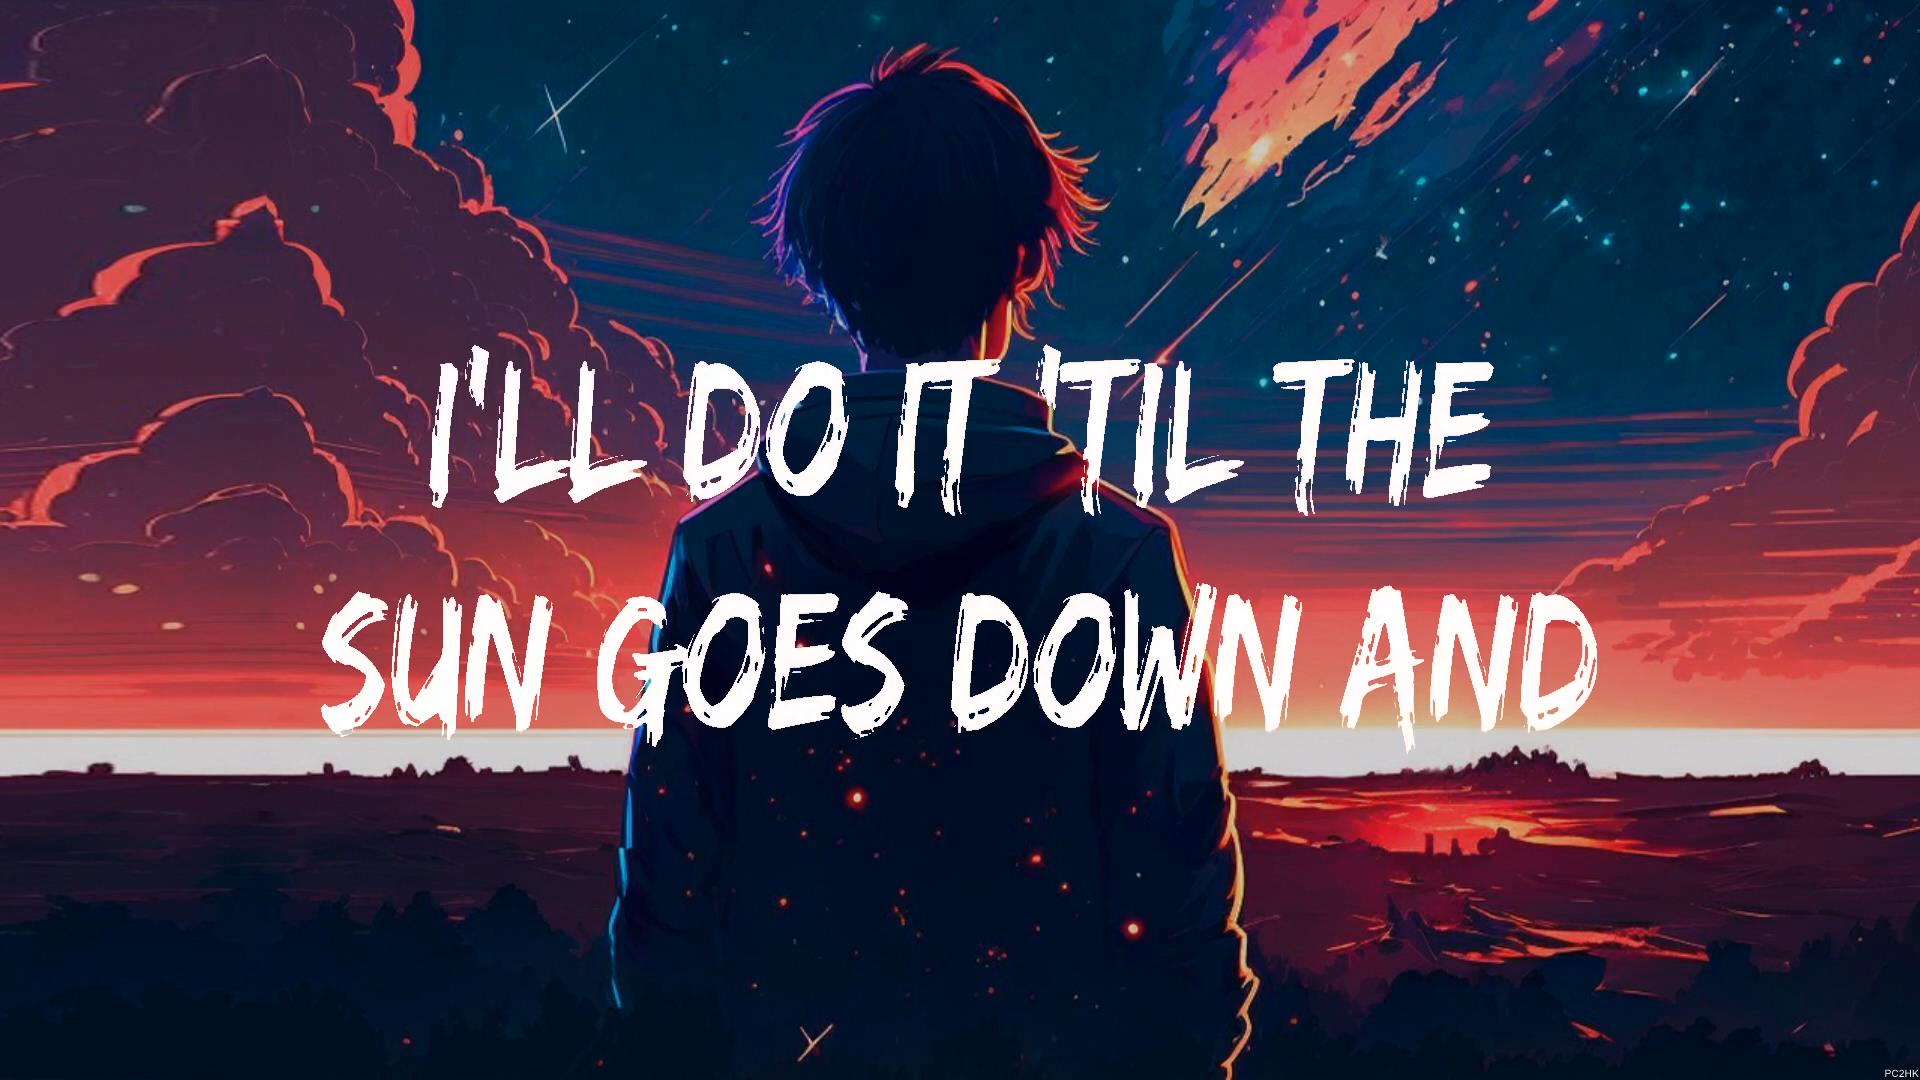 I'LL DO IT 'TIL THE
SUN GOES DOWN AND
PC2HK